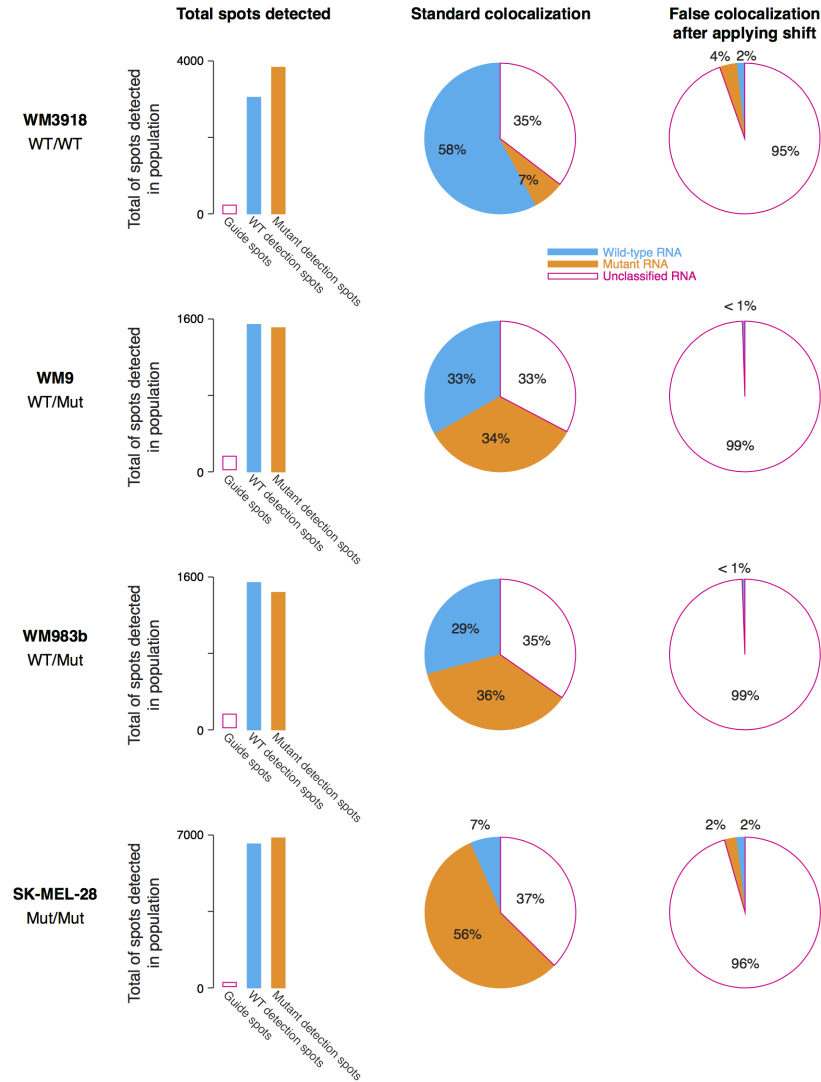 Total spots detected
Standard colocalization
False colocalization
after applying shift
WM3918
WT/WT
Total of spots detected
in population
4000
0
Guide spots
WT detection spots
Mutant detection spots
35%
58%
7%
4%
2%
95%
Wild-type RNA
Mutant RNA
Unclassified RNA
WM9
WT/Mut
Total of spots detected
in population
1600
0
Guide spots
WT detection spots
Mutant detection spots
33%
33%
34%
< 1%
99%
WM983b
WT/Mut
Total of spots detected
in population
1600
0
Guide spots
WT detection spots
Mutant detection spots
29%
35%
36%
< 1%
99%
SK-MEL-28
Mut/Mut
Total of spots detected
in population
7000
0
Guide spots
WT detection spots
Mutant detection spots
7%
37%
56%
2%
2%
96%